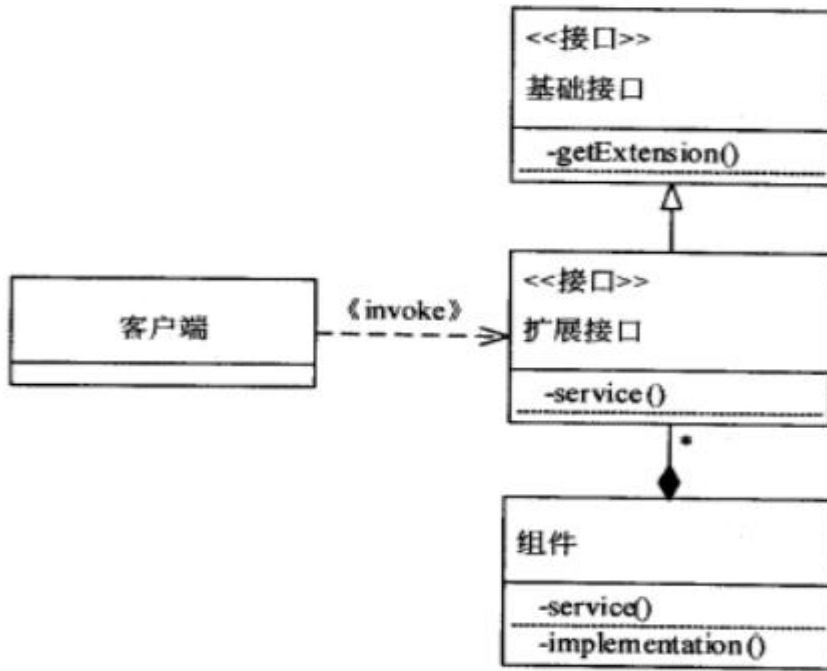 <<接口>>
基础接口
-getExtension()
客户端
《invoke》
<<接口>>
扩展接口
-service()
*
组件
-service()
-implementation()